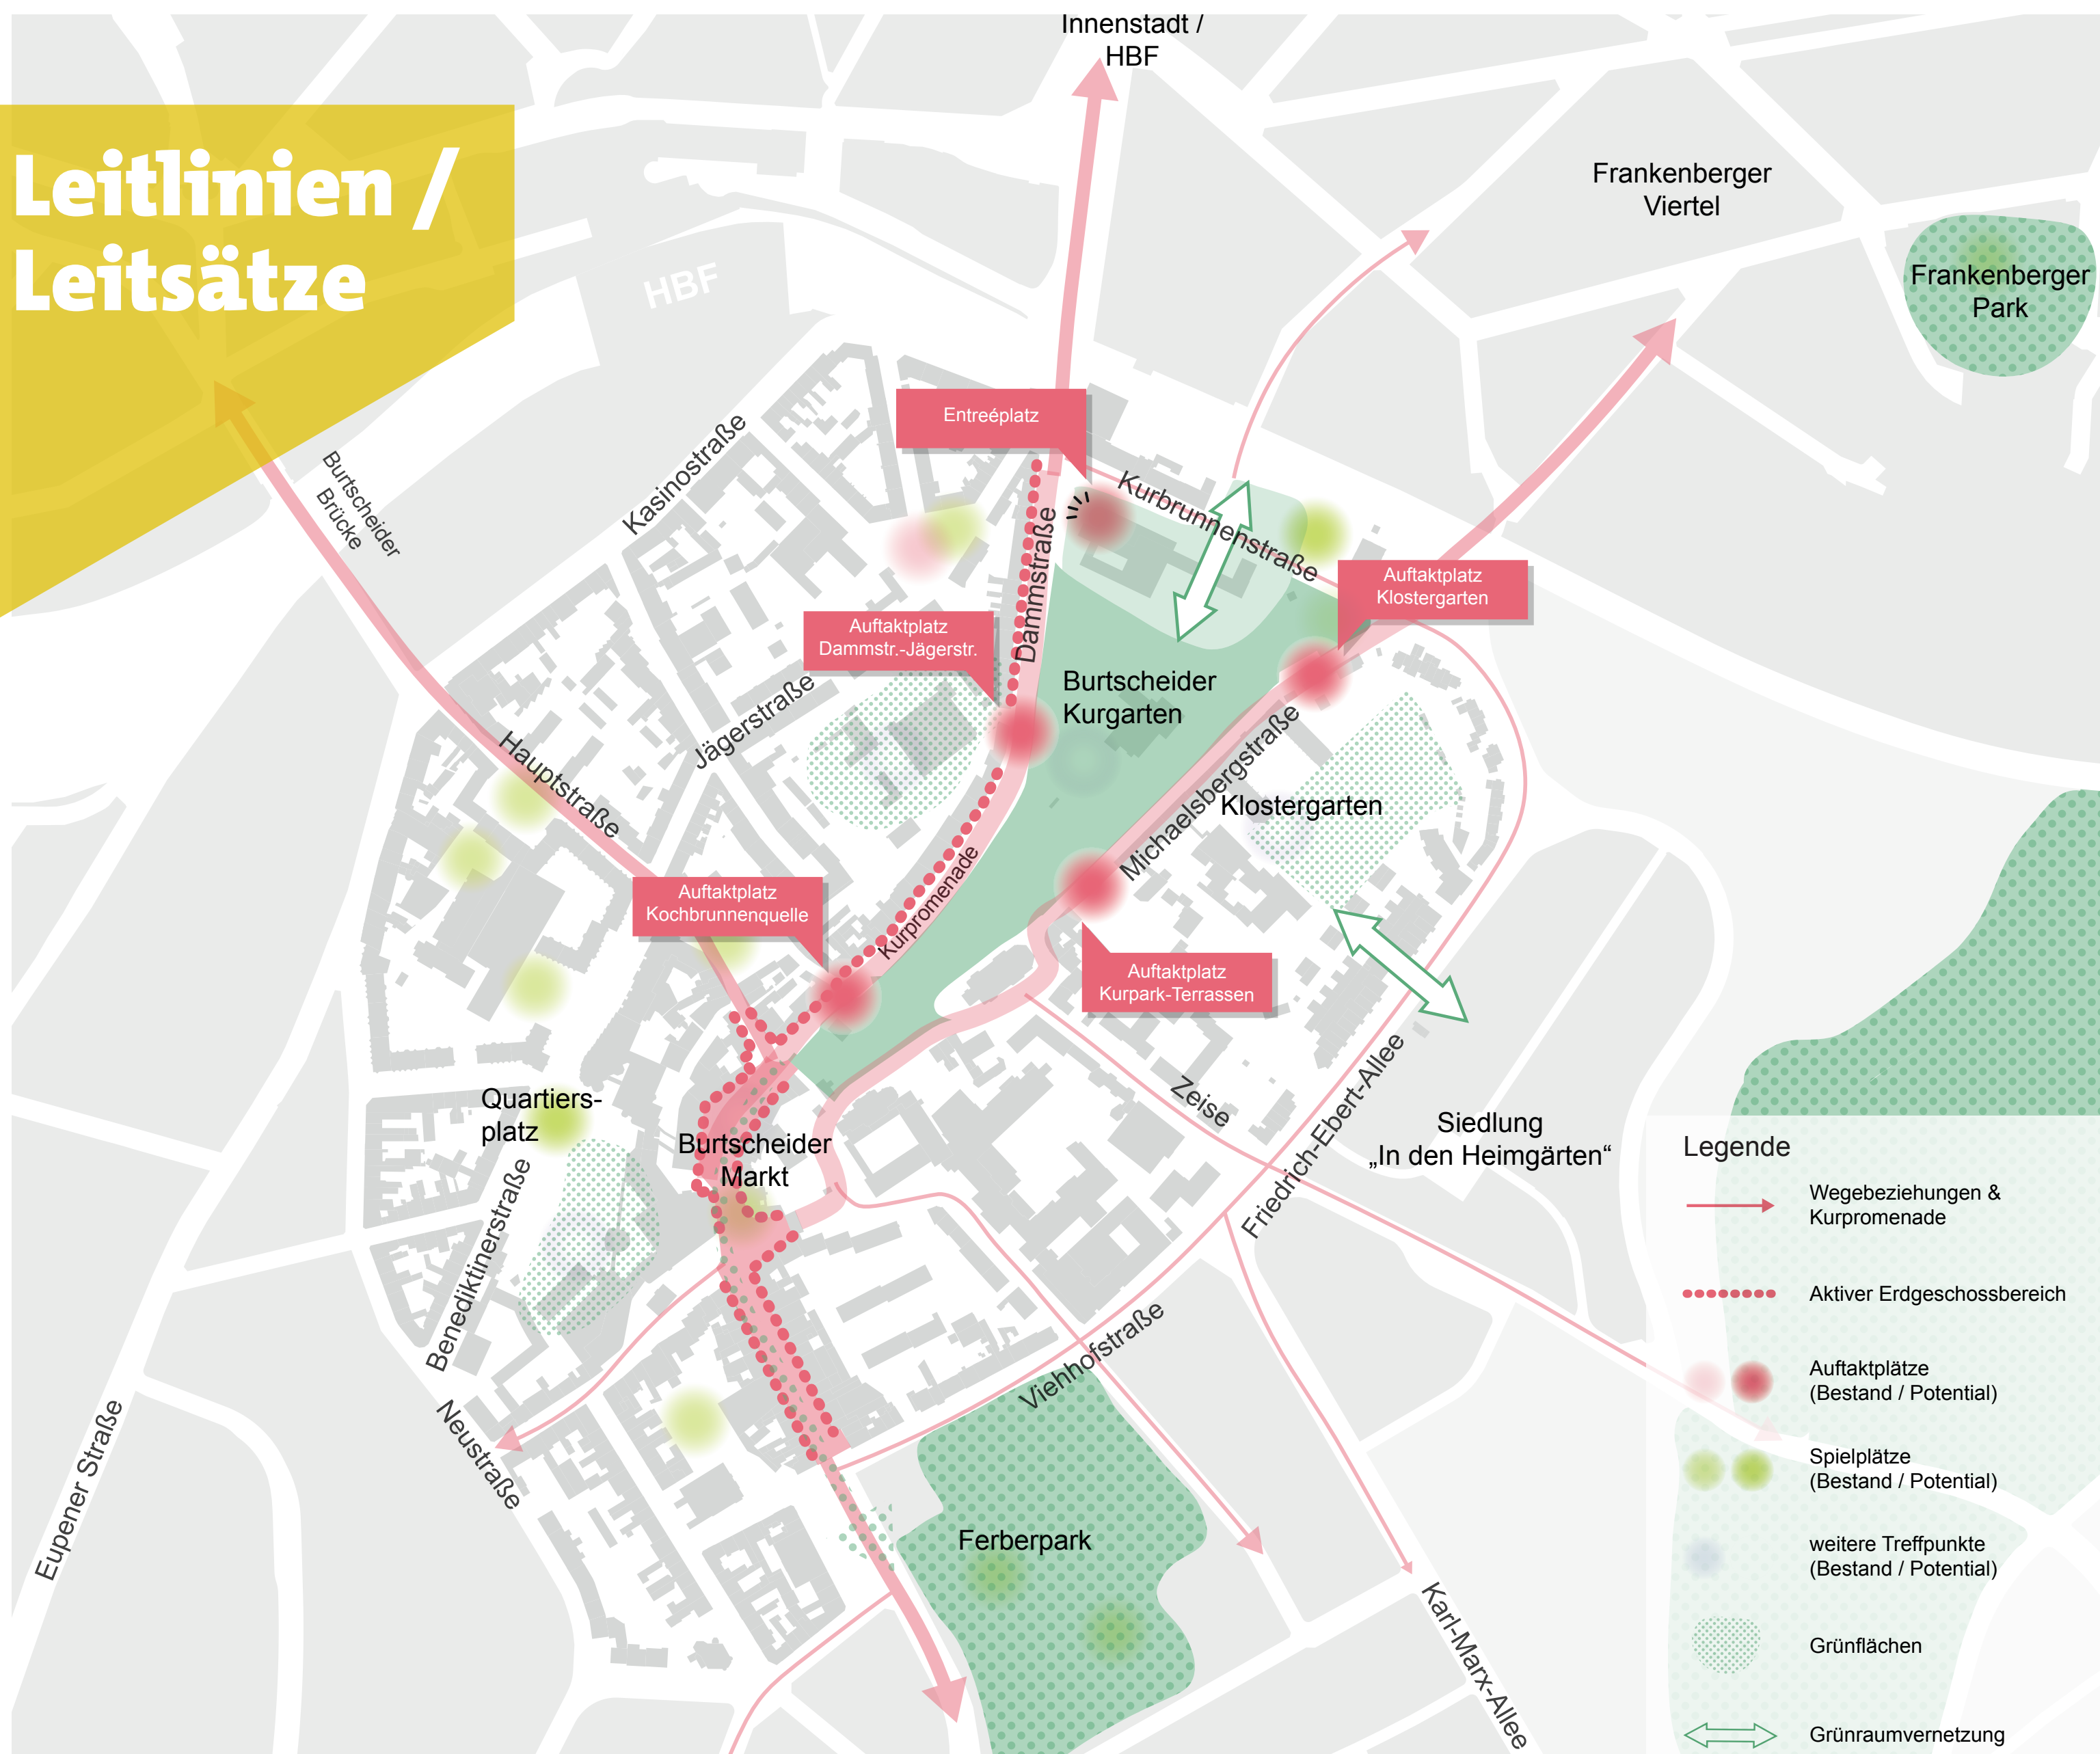 Innenstadt /
HBF
Leitlinien /
Leitsätze
Frankenberger
Viertel
Frankenberger
Park
HBF
Burtscheider
Brücke
Kasinostraße
Entreéplatz
Kurbrunnenstraße
Dammstraße
Auftaktplatz
Klostergarten
Auftaktplatz
Dammstr.-Jägerstr.
Jägerstraße
Burtscheider
Kurgarten
Hauptstraße
Michaelsbergstraße
Klostergarten
Auftaktplatz
Kochbrunnenquelle
Kurpromenade
Auftaktplatz
Kurpark-Terrassen
Quartiers-
platz
Burtscheider
Markt
Zeise
Friedrich-Ebert-Allee
Siedlung
„In den Heimgärten“
Benediktinerstraße
Viehhofstraße
Neustraße
Eupener Straße
Ferberpark
Karl-Marx-Allee
Legende
Wegebeziehungen &
Kurpromenade
Aktiver Erdgeschossbereich
Auftaktplätze
(Bestand / Potential)
Spielplätze
(Bestand / Potential)
weitere Treffpunkte
(Bestand / Potential)
Grünflächen
Grünraumvernetzung